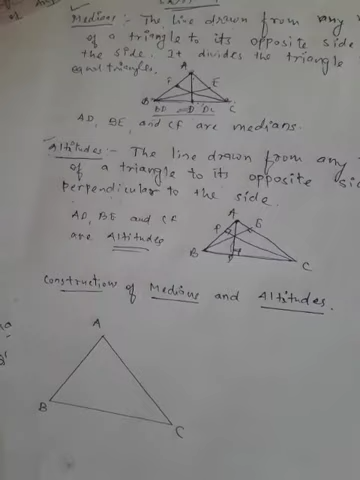 Medians :- The line drawn from any
of a triangle to its opposite side
the side. It divides the triangle
equal triangles.
A
F E
B D C
BD = DC
AD, BE, and CF are medians.
Altitudes :- The line drawn from any
of a triangle to its opposite
perpendicular to the side.
AD, BE and CF
are Altitudes
A
F E
B
D C
Construction of Medians and Altitudes.
A
B
C